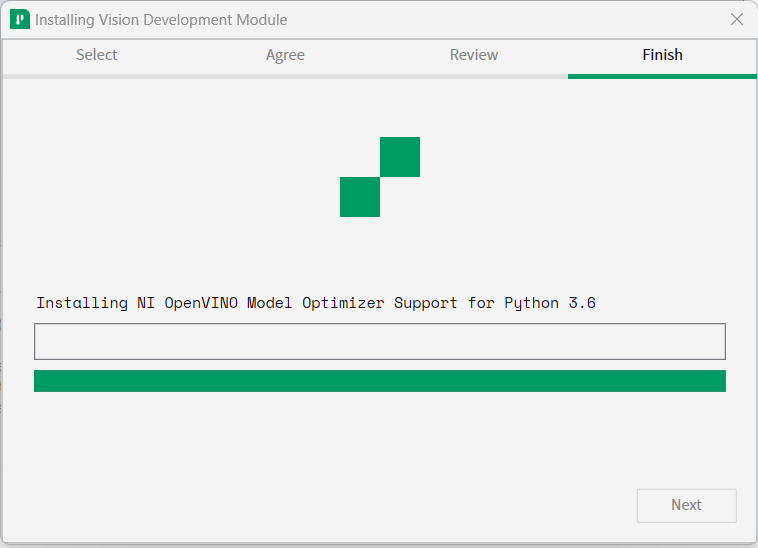 Installing Vision Development Module
Select Agree Review Finish
Installing NI OpenVINO Model Optimizer Support for Python 3.6
Next